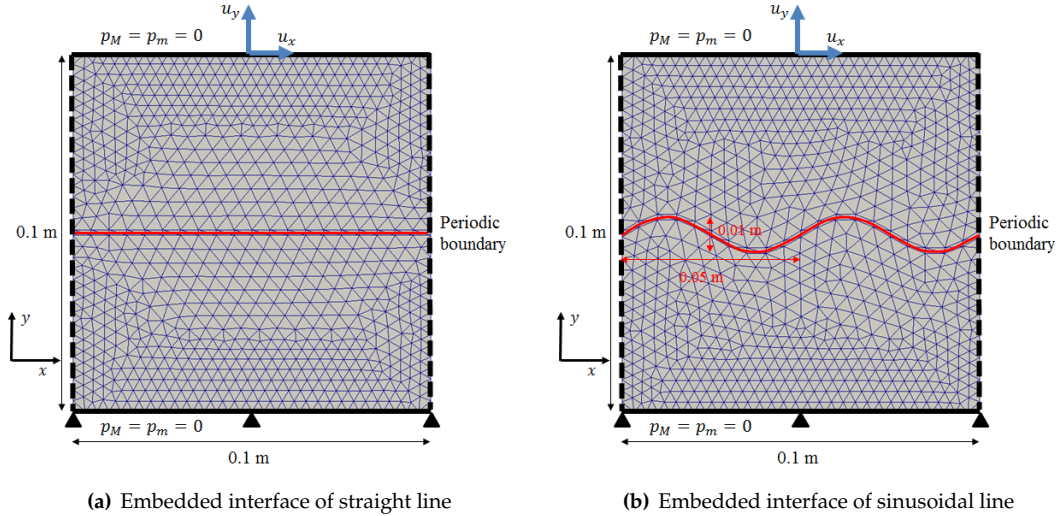 u_y
p_M = p_m = 0
u_x
0.1 m
Periodic
boundary
y
x
p_M = p_m = 0
0.1 m
(a) Embedded interface of straight line
u_y
p_M = p_m = 0
u_x
0.1 m
0.01 m
0.05 m
Periodic
boundary
y
x
p_M = p_m = 0
0.1 m
(b) Embedded interface of sinusoidal line